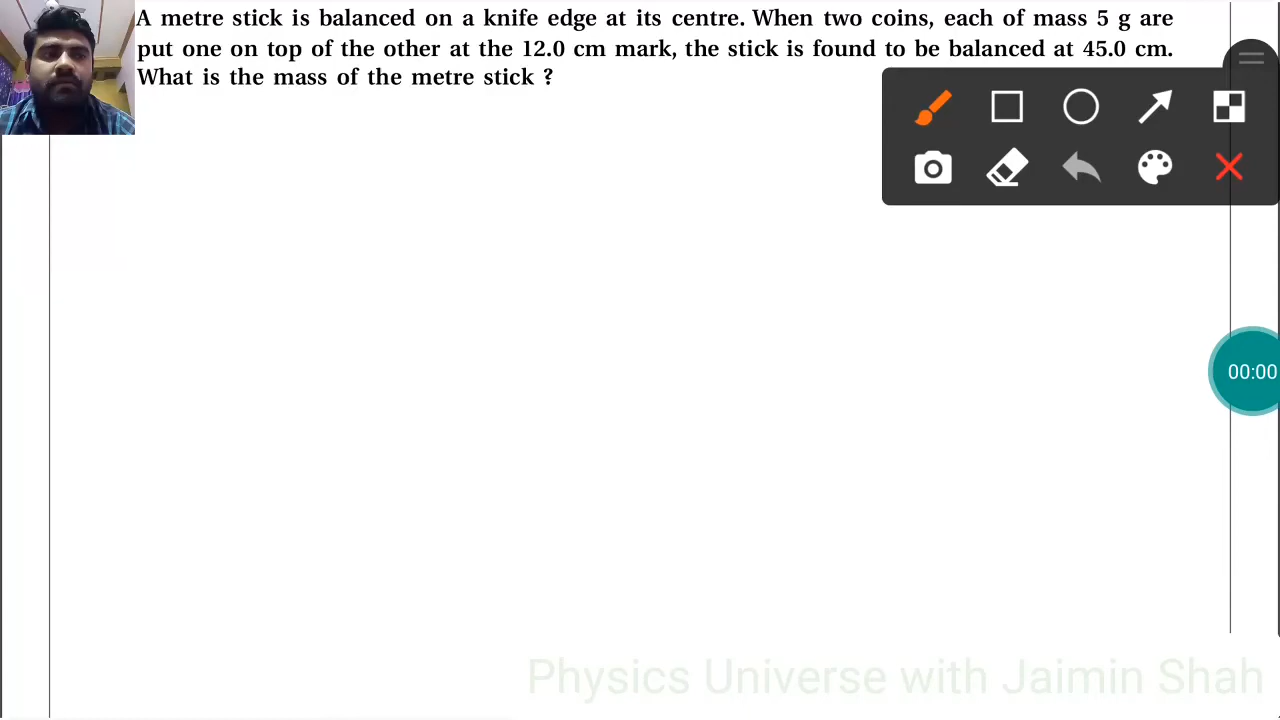 A metre stick is balanced on a knife edge at its centre. When two coins, each of mass 5 g are
put one on top of the other at the 12.0 cm mark, the stick is found to be balanced at 45.0 cm.
What is the mass of the metre stick ?
00:00
Physics Universe with Jaimin Shah